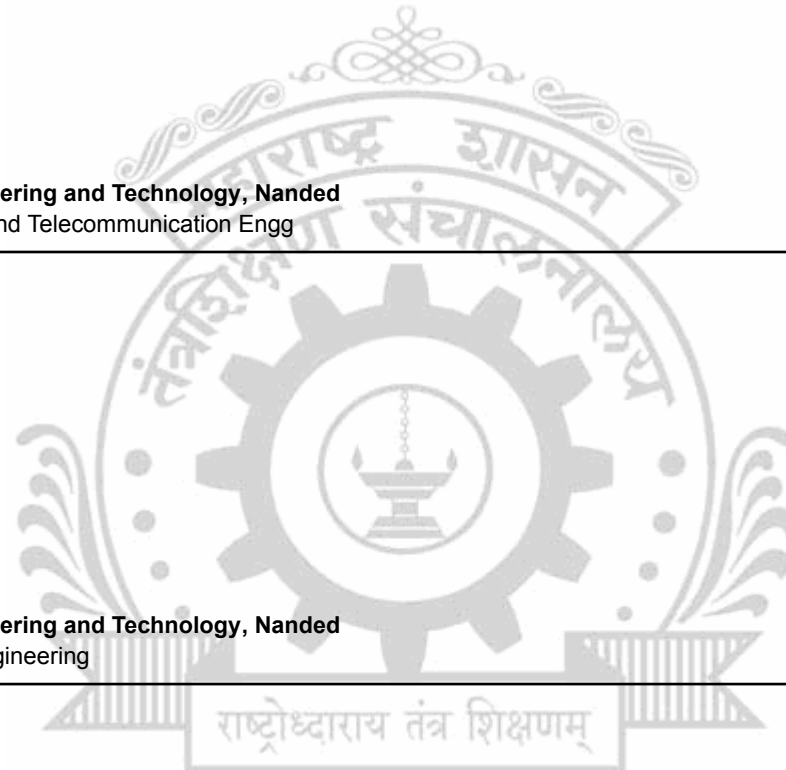 महाराष्ट्र शासन
ering and Technology, Nanded
nd Telecommunication Engg
तंत्रशिक्षण संचालनालय
ering and Technology, Nanded
gineering
राष्ट्रोध्दाराय तंत्र शिक्षणम्